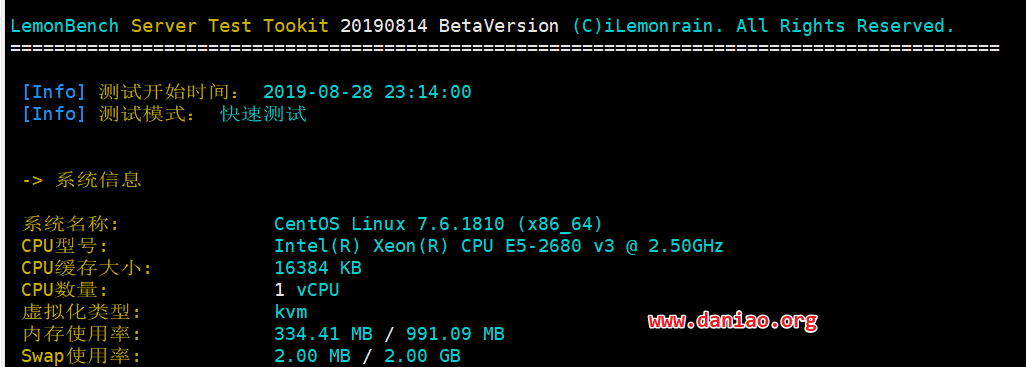 LemonBench Server Test Tookit 20190814 BetaVersion (C)iLemonrain. All Rights Reserved.
==========================================================================================
[Info] 测试开始时间： 2019-08-28 23:14:00
[Info] 测试模式： 快速测试
-> 系统信息
系统名称: CentOS Linux 7.6.1810 (x86_64)
CPU型号: Intel(R) Xeon(R) CPU E5-2680 v3 @ 2.50GHz
CPU缓存大小: 16384 KB
CPU数量: 1 vCPU
虚拟化类型: kvm
www.daniao.org
内存使用率: 334.41 MB / 991.09 MB
Swap使用率: 2.00 MB / 2.00 GB